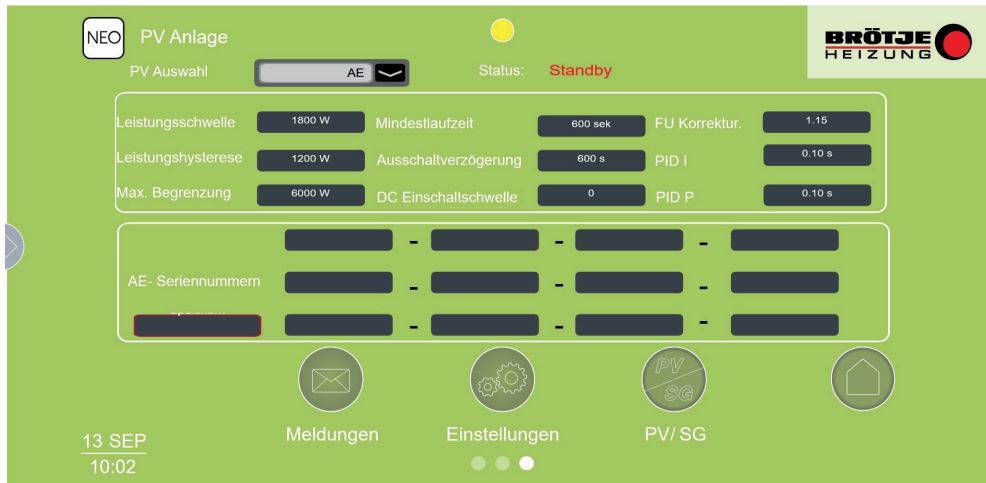 NEO PV Anlage
BRÖTJE
HEIZUNG
PV Auswahl AE Status: Standby
Leistungsschwelle 1800 W Mindestlaufzeit 600 sek FU Korrektur. 1.15
Leistungshysterese 1200 W Ausschaltverzögerung 600 s PID I 0.10 s
Max. Begrenzung 6000 W DC Einschaltschwelle 0 PID P 0.10 s
- - -
AE- Seriennummern - - -
- - -
PV
SG
Meldungen Einstellungen PV/ SG
13 SEP
10:02